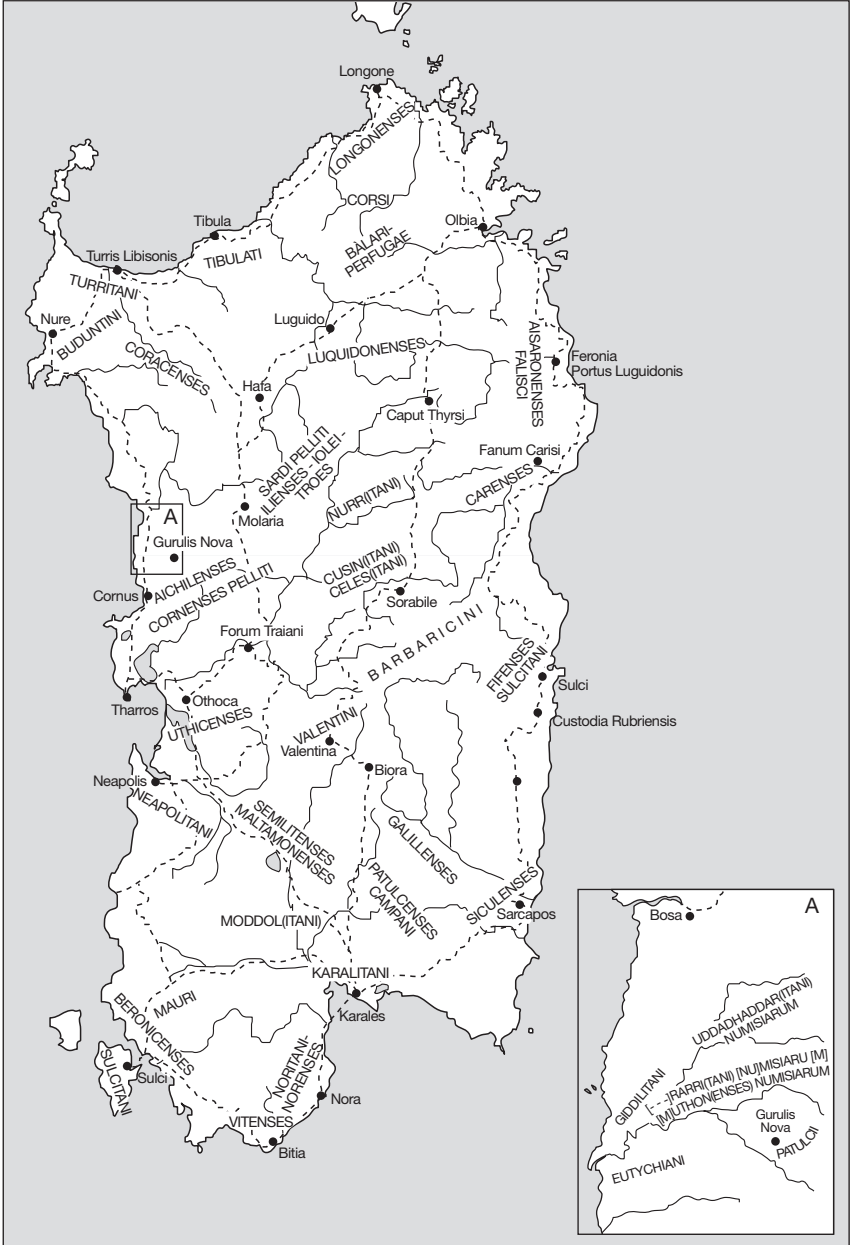 Longone
LONGONENSES
CORSI
Tibula
Olbia
BALARI-
PERFUGAE
Turris Libisonis
TIBULATI
TURRITANI
Nure
BUDUNTINI
Luguido
CORACENSES
LUQUIDONENSES
AISARONENSES
FALISCI
Feronia
Portus Luguidonis
Hafa
Caput Thyrsi
SARDI PELLITI
ILIENSES - IOLEI -
TROES
Fanum Carisi
CARENSES
NURR(ITANI)
A
Molaria
Gurulis Nova
CUSIN(ITANI)
CELES(ITANI)
AICHILENSES
Cornus
CORNENSES PELLITI
Sorabile
BARBARICINI
Forum Traiani
FIFENSES
SULCITANI
Sulci
Tharros
Othoca
UTHICENSES
Custodia Rubriensis
VALENTINI
Valentina
Biora
Neapolis
NEAPOLITANI
SEMILITENSES
MALTAMONENSES
GALILLENSES
PATULCENSES
CAMPANI
SICULENSES
Sarcapos
MODDOL(ITANI)
KARALITANI
MAURI
Karales
BERONICENSES
SULCITANI
Sulci
NORITANI-
NORENSES
Nora
VITENSES
Bitia
A
Bosa
UDDADHADDAR(ITANI)
NUMISIARUM
GIDDILITANI
[---]RARRI(TANI) [NU]MISIARU [M]
[M]UTHON(ENSES) NUMISIARUM
Gurulis
Nova
PATULCII
EUTYCHIANI